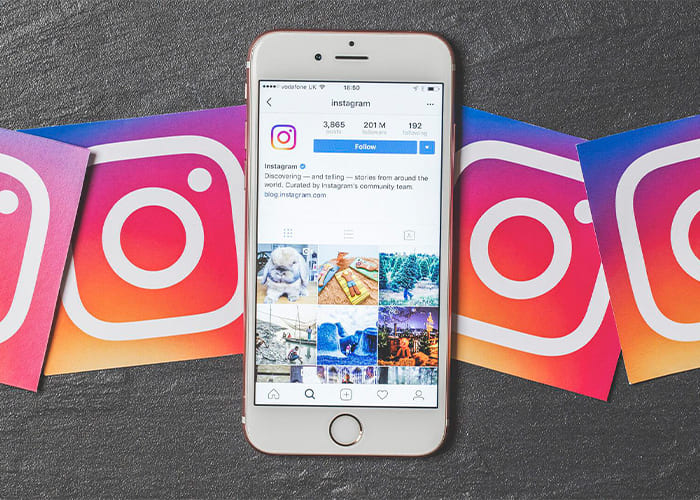 vodafone UK 16:50
instagram
3,865 201M 192
posts followers following
Follow
Instagram
Discovering — and telling — stories from around the
world. Curated by Instagram's community team.
blog.instagram.com